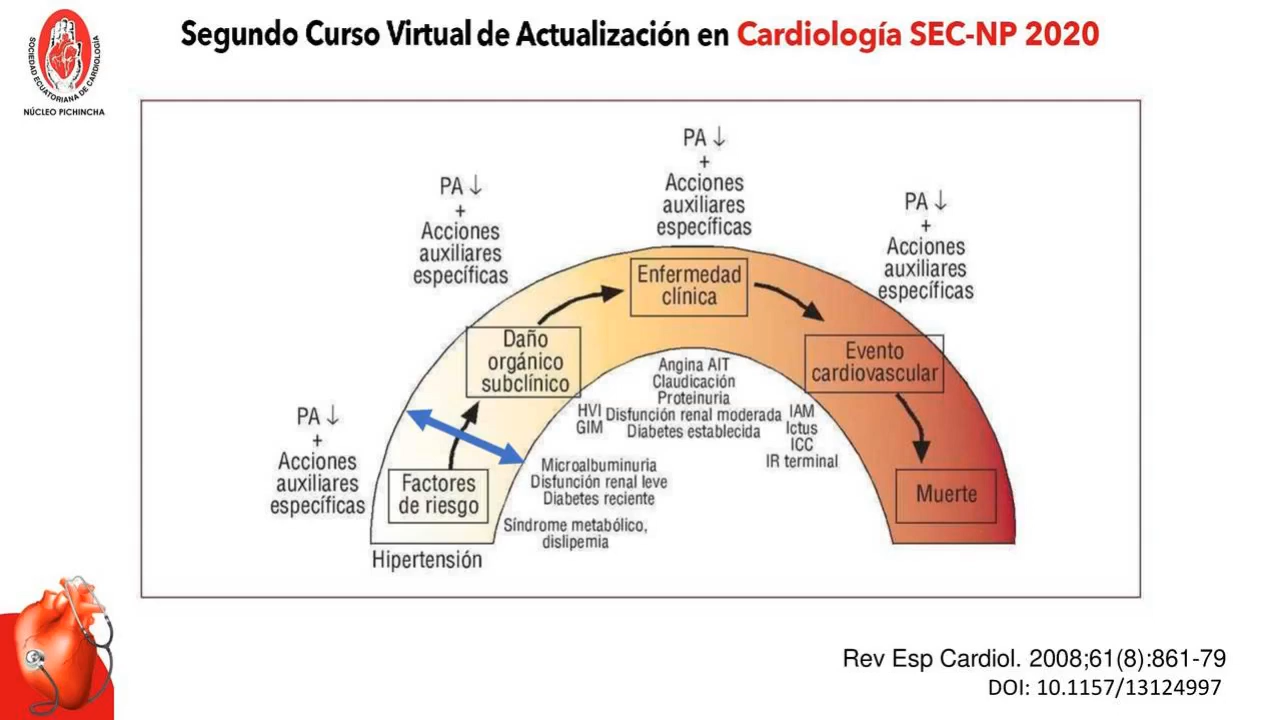 Segundo Curso Virtual de Actualización en Cardiología SEC-NP 2020
SOCIEDAD ECUATORIANA DE CARDIOLOGÍA
NÚCLEO PICHINCHA
PA ↓
+
Acciones
auxiliares
específicas
PA ↓
+
Acciones
auxiliares
específicas
PA ↓
+
Acciones
auxiliares
específicas
PA ↓
+
Acciones
auxiliares
específicas
Factores
de riesgo
Daño
orgánico
subclínico
Enfermedad
clínica
Evento
cardiovascular
Muerte
Hipertensión
Angina AIT
Claudicación
Proteinuria
Disfunción renal moderada
Diabetes establecida
HVI
GIM
IAM
Ictus
ICC
IR terminal
Microalbuminuria
Disfunción renal leve
Diabetes reciente
Síndrome metabólico,
dislipemia
Rev Esp Cardiol. 2008;61(8):861-79
DOI: 10.1157/13124997